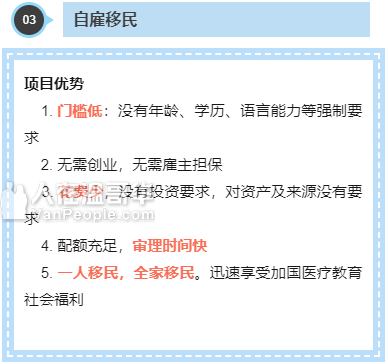 03
自雇移民
项目优势
1. 门槛低：没有年龄、学历、语言能力等强制要
求
2. 无需创业，无需雇主担保
3. 花费少，没有投资要求，对资产及来源没有要
求
人在温哥华
VanPeople.com
4. 配额充足，审理时间快
5. 一人移民，全家移民。迅速享受加国医疗教育
社会福利